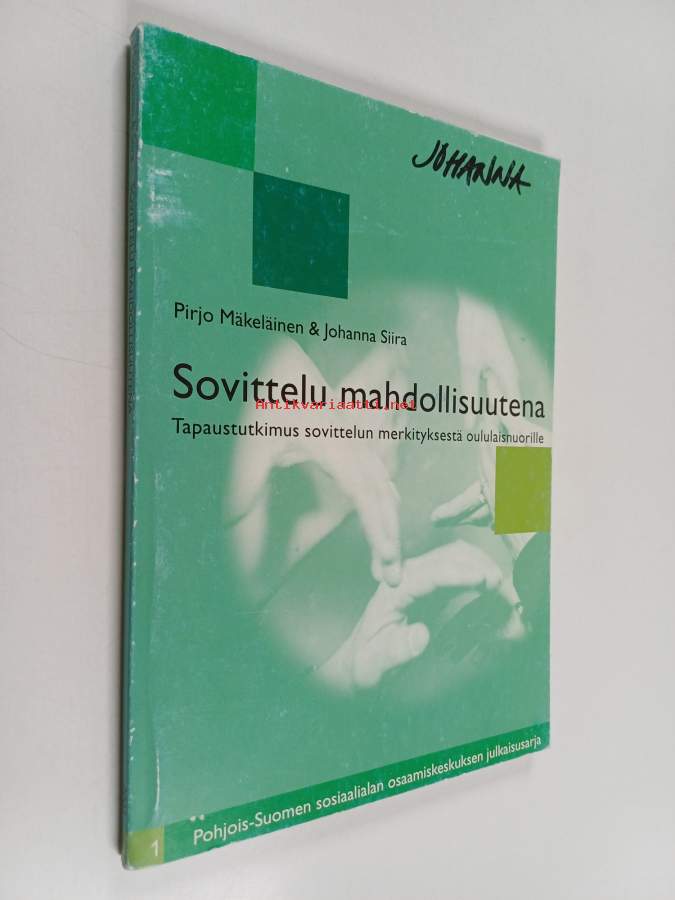 JOHANNA
Pirjo Mäkeläinen & Johanna Siira
Sovittelu mahdollisuutena
Antikvariaatti.net
Tapaustutkimus sovittelun merkityksestä oululaisnuorille
1 Pohjois-Suomen sosiaalialan osaamiskeskuksen julkaisusarja